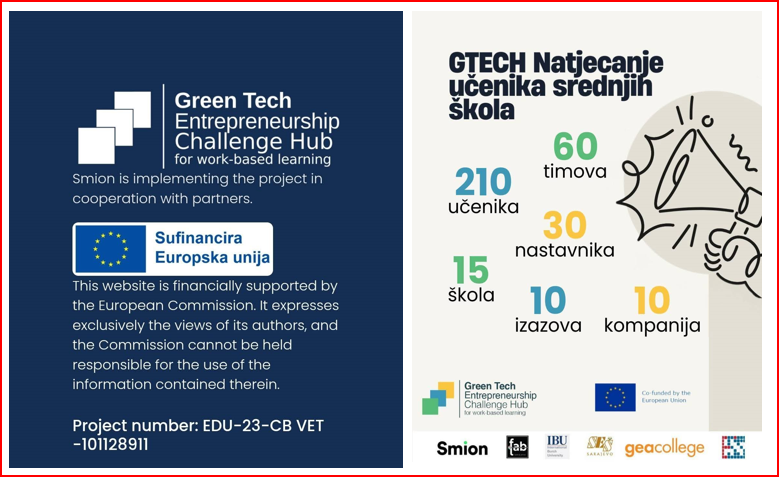 Green Tech
Entrepreneurship
Challenge Hub
for work-based learning
Smion is implementing the project in
cooperation with partners.
Sufinancira
Europska unija
This website is financially supported by
the European Commission. It expresses
exclusively the views of its authors, and
the Commission cannot be held
responsible for the use of the
information contained therein.
Project number: EDU-23-CB VET
-101128911
GTECH Natjecanje
učenika srednjih
škola
60
timova
210
učenika
30
nastavnika
15
škola
10
izazova
10
kompanija
Green Tech
Entrepreneurship
Challenge Hub
for work-based learning
Co-funded by the
European Union
Smion
fab
IBU
International
Burch
University
SES
SARAJEVO
geacollege